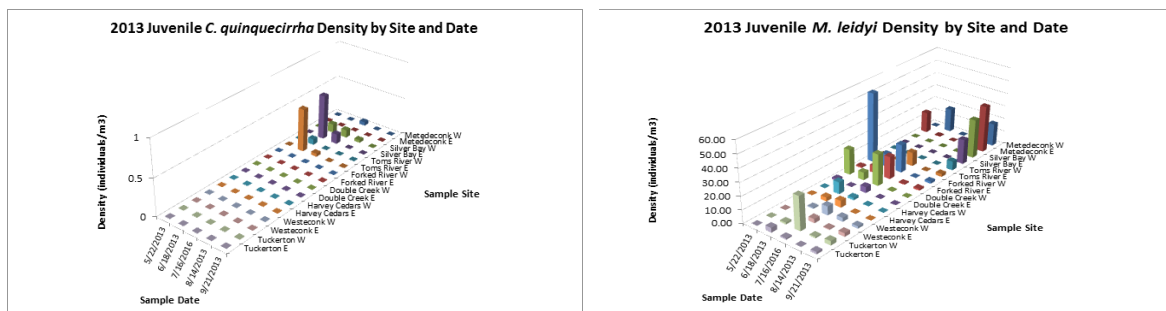 2013 Juvenile C. quinquecirrha Density by Site and Date
Density (individuals/m3)
1
0.5
0
Metedeconk W
Metedeconk E
Silver Bay W
Silver Bay E
Toms River W
Toms River E
Forked River W
Forked River E
Double Creek W
Double Creek E
Harvey Cedars W
Harvey Cedars E
Westeconk W
Westeconk E
Tuckerton W
Tuckerton E
Sample Site
5/22/2013
6/18/2013
7/16/2016
8/14/2013
9/21/2013
Sample Date
2013 Juvenile M. leidyi Density by Site and Date
Density (individuals/m3)
60.00
50.00
40.00
30.00
20.00
10.00
0.00
Metedeconk W
Metedeconk E
Silver Bay W
Silver Bay E
Toms River W
Toms River E
Forked River W
Forked River E
Double Creek W
Double Creek E
Harvey Cedars W
Harvey Cedars E
Westeconk W
Westeconk E
Tuckerton W
Tuckerton E
Sample Site
5/22/2013
6/18/2013
7/16/2016
8/14/2013
9/21/2013
Sample Date